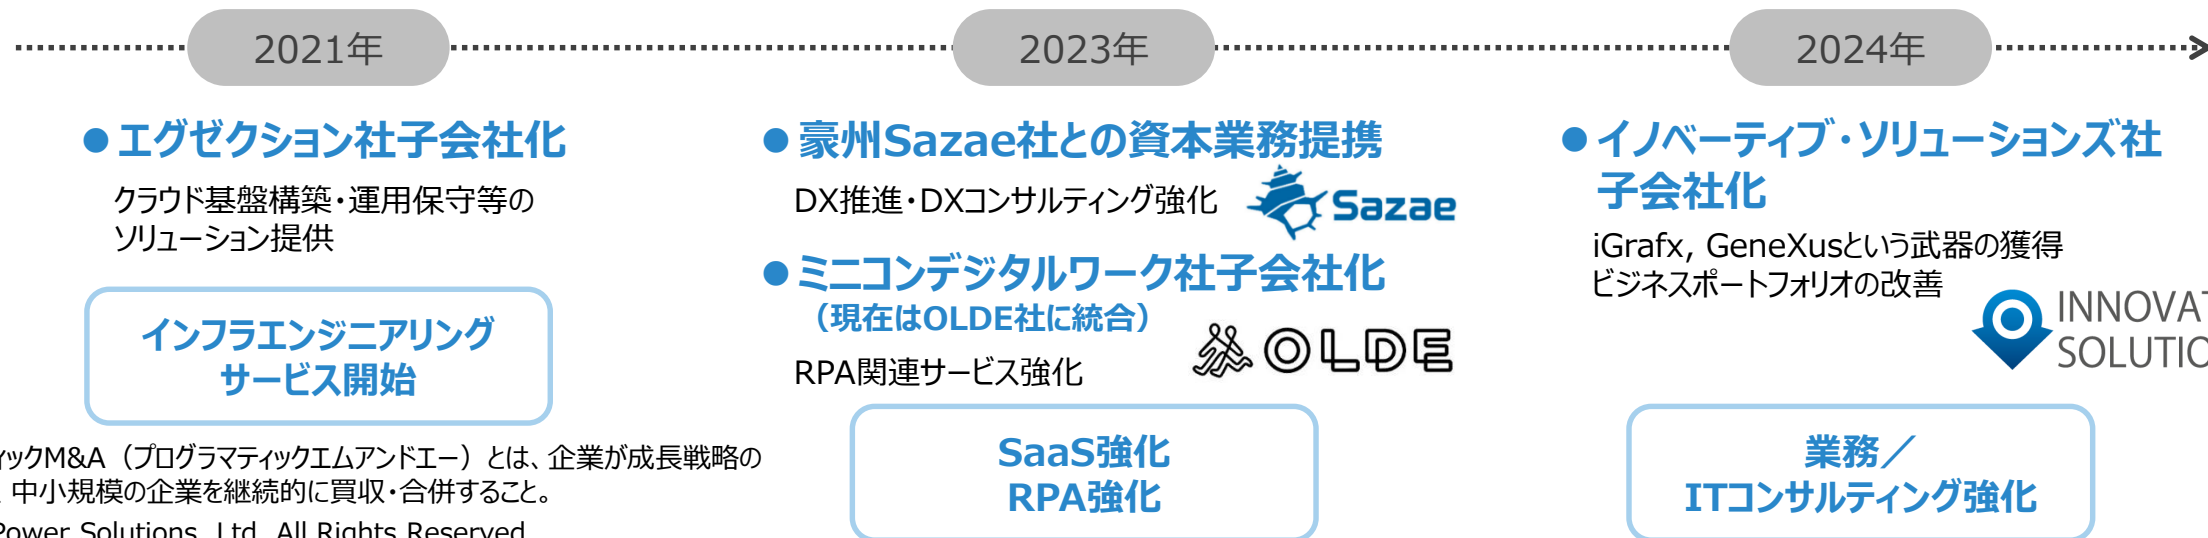 2021年
2023年
2024年
●エグゼクション社子会社化
クラウド基盤構築・運用保守等の
ソリューション提供
インフラエンジニアリング
サービス開始
●豪州Sazae社との資本業務提携
DX推進・DXコンサルティング強化
Sazae
●ミニコンデジタルワーク社子会社化
（現在はOLDE社に統合）
RPA関連サービス強化
OLDE
SaaS強化
RPA強化
●イノベーティブ・ソリューションズ社
子会社化
iGrafx, GeneXusという武器の獲得
ビジネスポートフォリオの改善
INNOVAT
SOLUTIO
業務／
ITコンサルティング強化
ィックM&A（プログラマティックエムアンドエー）とは、企業が成長戦略の
、中小規模の企業を継続的に買収・合併すること。
Power Solutions, Ltd. All Rights Reserved